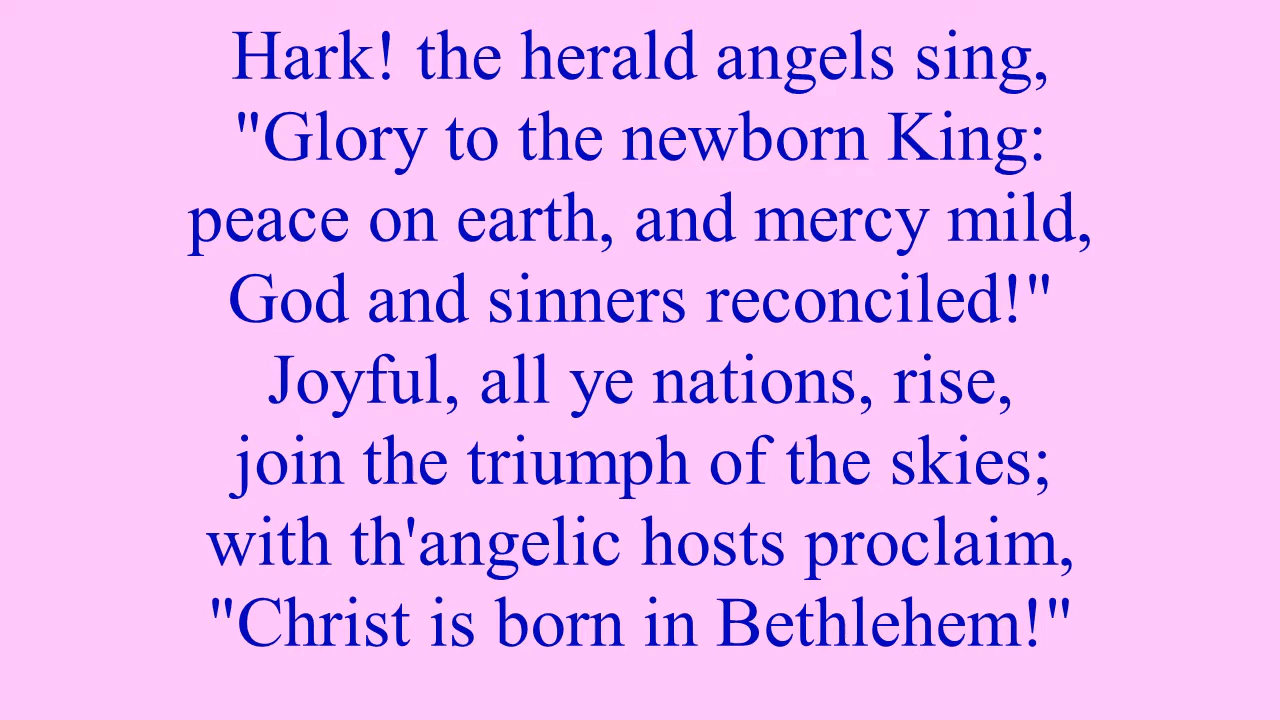 Hark! the herald angels sing,
"Glory to the newborn King:
peace on earth, and mercy mild,
God and sinners reconciled!"
Joyful, all ye nations, rise,
join the triumph of the skies;
with th'angelic hosts proclaim,
"Christ is born in Bethlehem!"